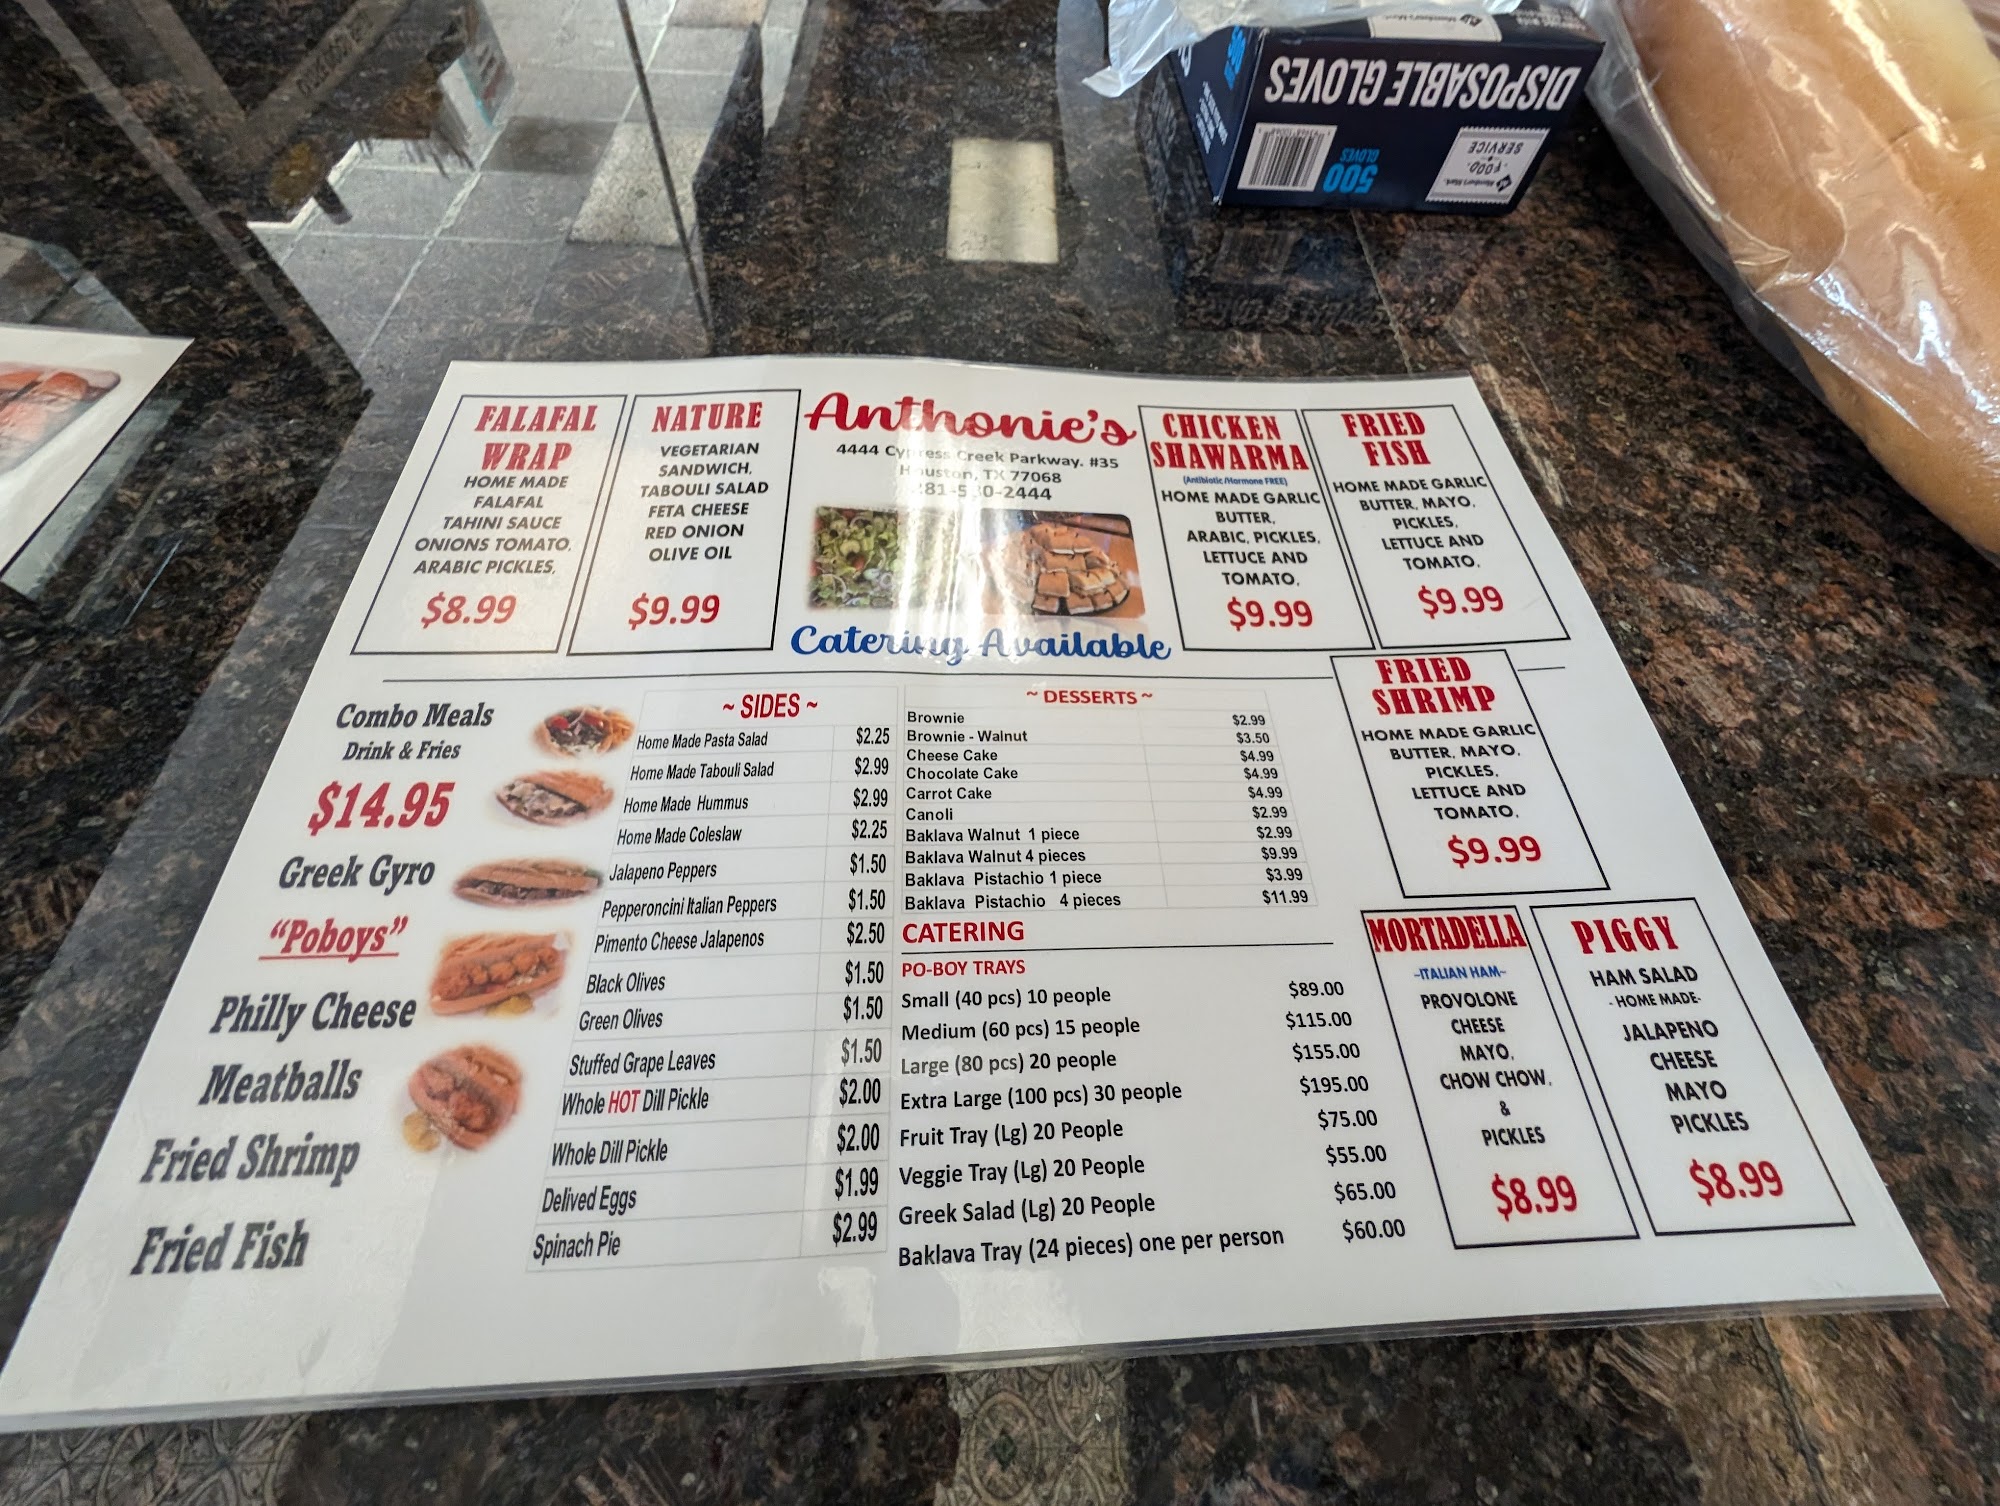 DISPOSABLE GLOVES
500
GLOVES
Member's Mark
FOOD
SERVICE
FALAFAL
WRAP
HOME MADE
FALAFAL
TAHINI SAUCE
ONIONS TOMATO,
ARABIC PICKLES,
$8.99
NATURE
VEGETARIAN
SANDWICH,
TABOULI SALAD
FETA CHEESE
RED ONION
OLIVE OIL
$9.99
Anthonie's
4444 Cypress Creek Parkway. #35
Houston, TX 77068
Catering Available
CHICKEN
SHAWARMA
(Antibiotic /Hormone FREE)
HOME MADE GARLIC
BUTTER,
ARABIC, PICKLES,
LETTUCE AND
TOMATO,
$9.99
FRIED
FISH
HOME MADE GARLIC
BUTTER, MAYO,
PICKLES,
LETTUCE AND
TOMATO,
$9.99
FRIED
SHRIMP
HOME MADE GARLIC
BUTTER, MAYO,
PICKLES,
LETTUCE AND
TOMATO,
$9.99
Combo Meals
Drink & Fries
$14.95
Greek Gyro
"Poboys"
Philly Cheese
Meatballs
Fried Shrimp
Fried Fish
~ SIDES ~
Home Made Pasta Salad $2.25
Home Made Tabouli Salad $2.99
Home Made Hummus $2.99
Home Made Coleslaw $2.25
Jalapeno Peppers $1.50
Pepperoncini Italian Peppers $1.50
Pimento Cheese Jalapenos $2.50
Black Olives $1.50
Green Olives $1.50
Stuffed Grape Leaves $1.50
Whole HOT Dill Pickle $2.00
Whole Dill Pickle $2.00
Delived Eggs $1.99
Spinach Pie $2.99
~ DESSERTS ~
Brownie $2.99
Brownie - Walnut $3.50
Cheese Cake $4.99
Chocolate Cake $4.99
Carrot Cake $4.99
Canoli $2.99
Baklava Walnut 1 piece $2.99
Baklava Walnut 4 pieces $9.99
Baklava Pistachio 1 piece $3.99
Baklava Pistachio 4 pieces $11.99
CATERING
PO-BOY TRAYS
Small (40 pcs) 10 people $89.00
Medium (60 pcs) 15 people $115.00
Large (80 pcs) 20 people $155.00
Extra Large (100 pcs) 30 people $195.00
Fruit Tray (Lg) 20 People $75.00
Veggie Tray (Lg) 20 People $55.00
Greek Salad (Lg) 20 People $65.00
Baklava Tray (24 pieces) one per person $60.00
MORTADELLA
~ITALIAN HAM~
PROVOLONE
CHEESE
MAYO,
CHOW CHOW,
&
PICKLES
$8.99
PIGGY
HAM SALAD
- HOME MADE-
JALAPENO
CHEESE
MAYO
PICKLES
$8.99